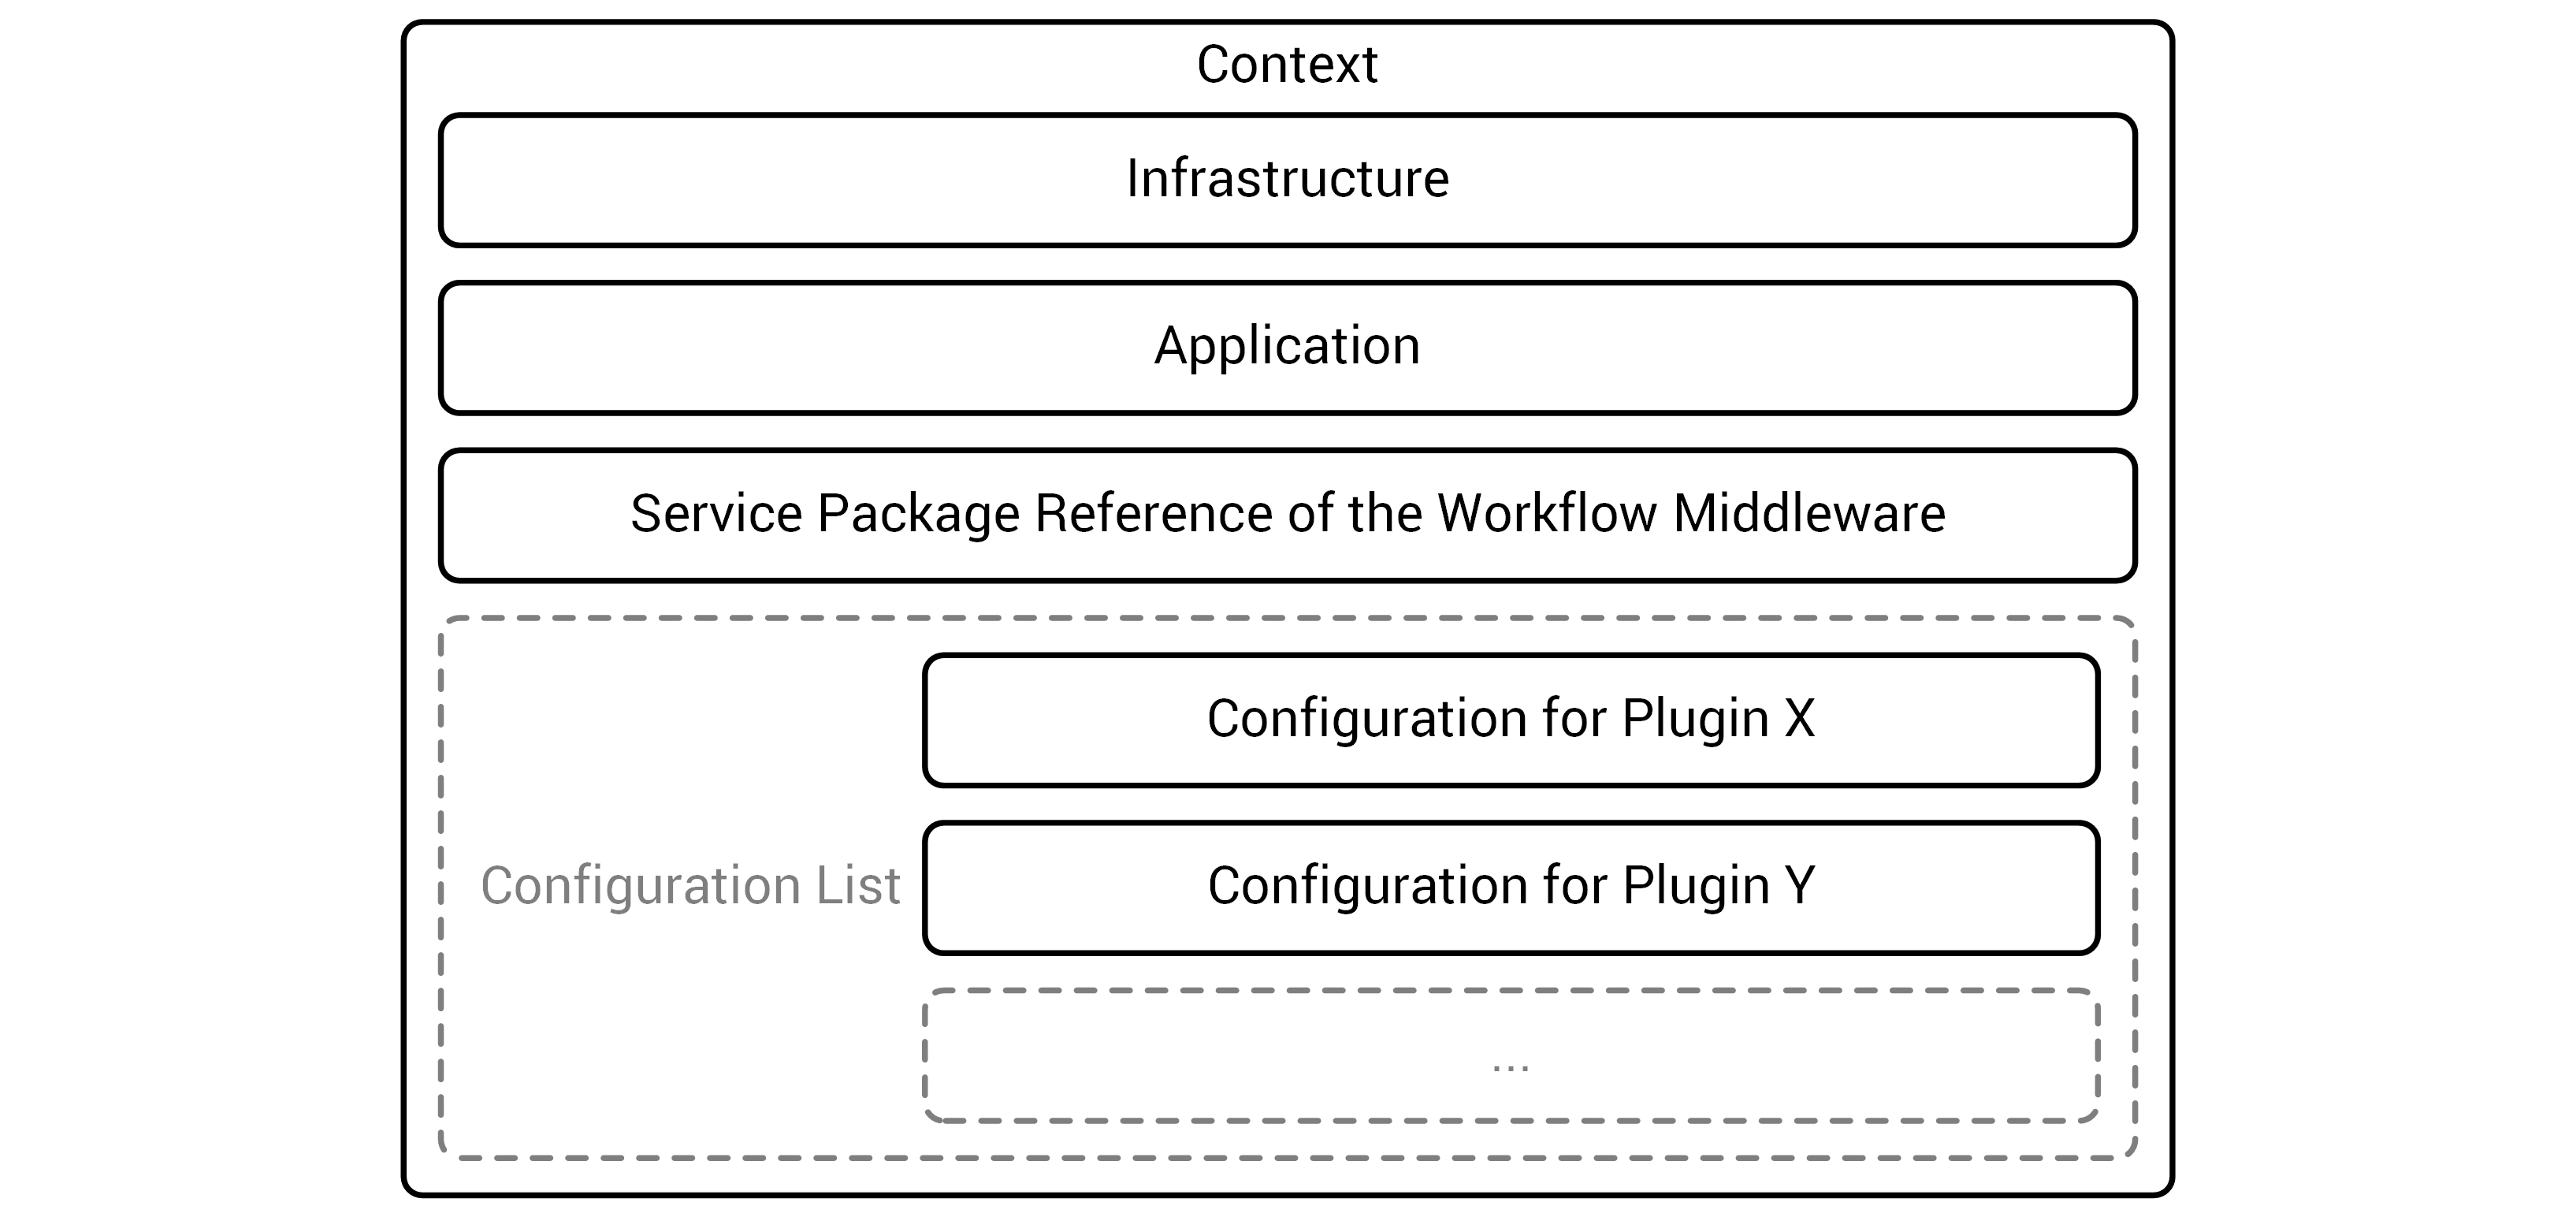 Context
Infrastructure
Application
Service Package Reference of the Workflow Middleware
Configuration for Plugin X
Configuration List
Configuration for Plugin Y
...